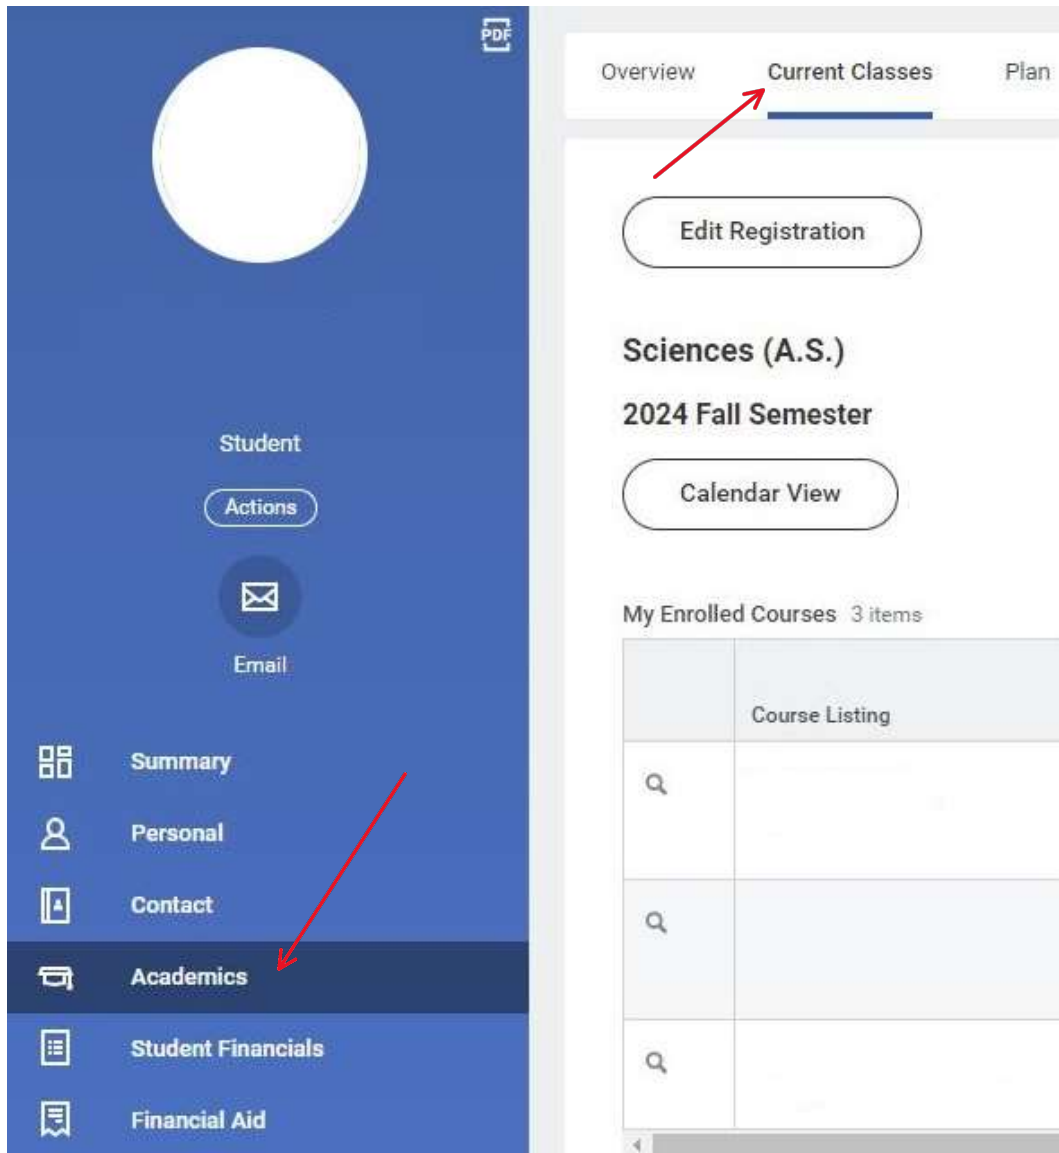 PDF
Student
Actions
Email
Summary
Personal
Contact
Academics
Student Financials
Financial Aid
Overview Current Classes Plan
Edit Registration
Sciences (A.S.)
2024 Fall Semester
Calendar View
My Enrolled Courses 3 items
Course Listing